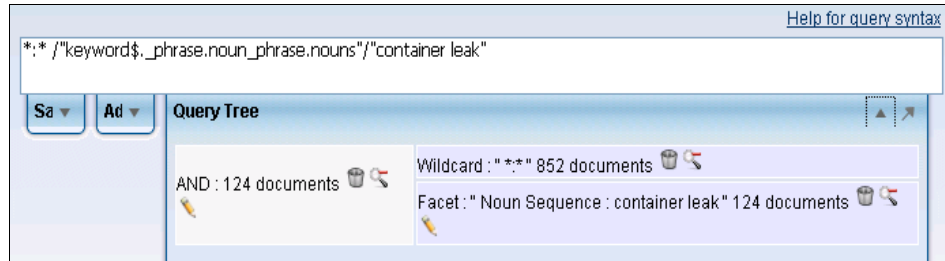 Help for query syntax
*:* /"keyword$._phrase.noun_phrase.nouns"/"container leak"
Sa Ad Query Tree
AND : 124 documents
Wildcard : " *:* " 852 documents
Facet : " Noun Sequence : container leak " 124 documents